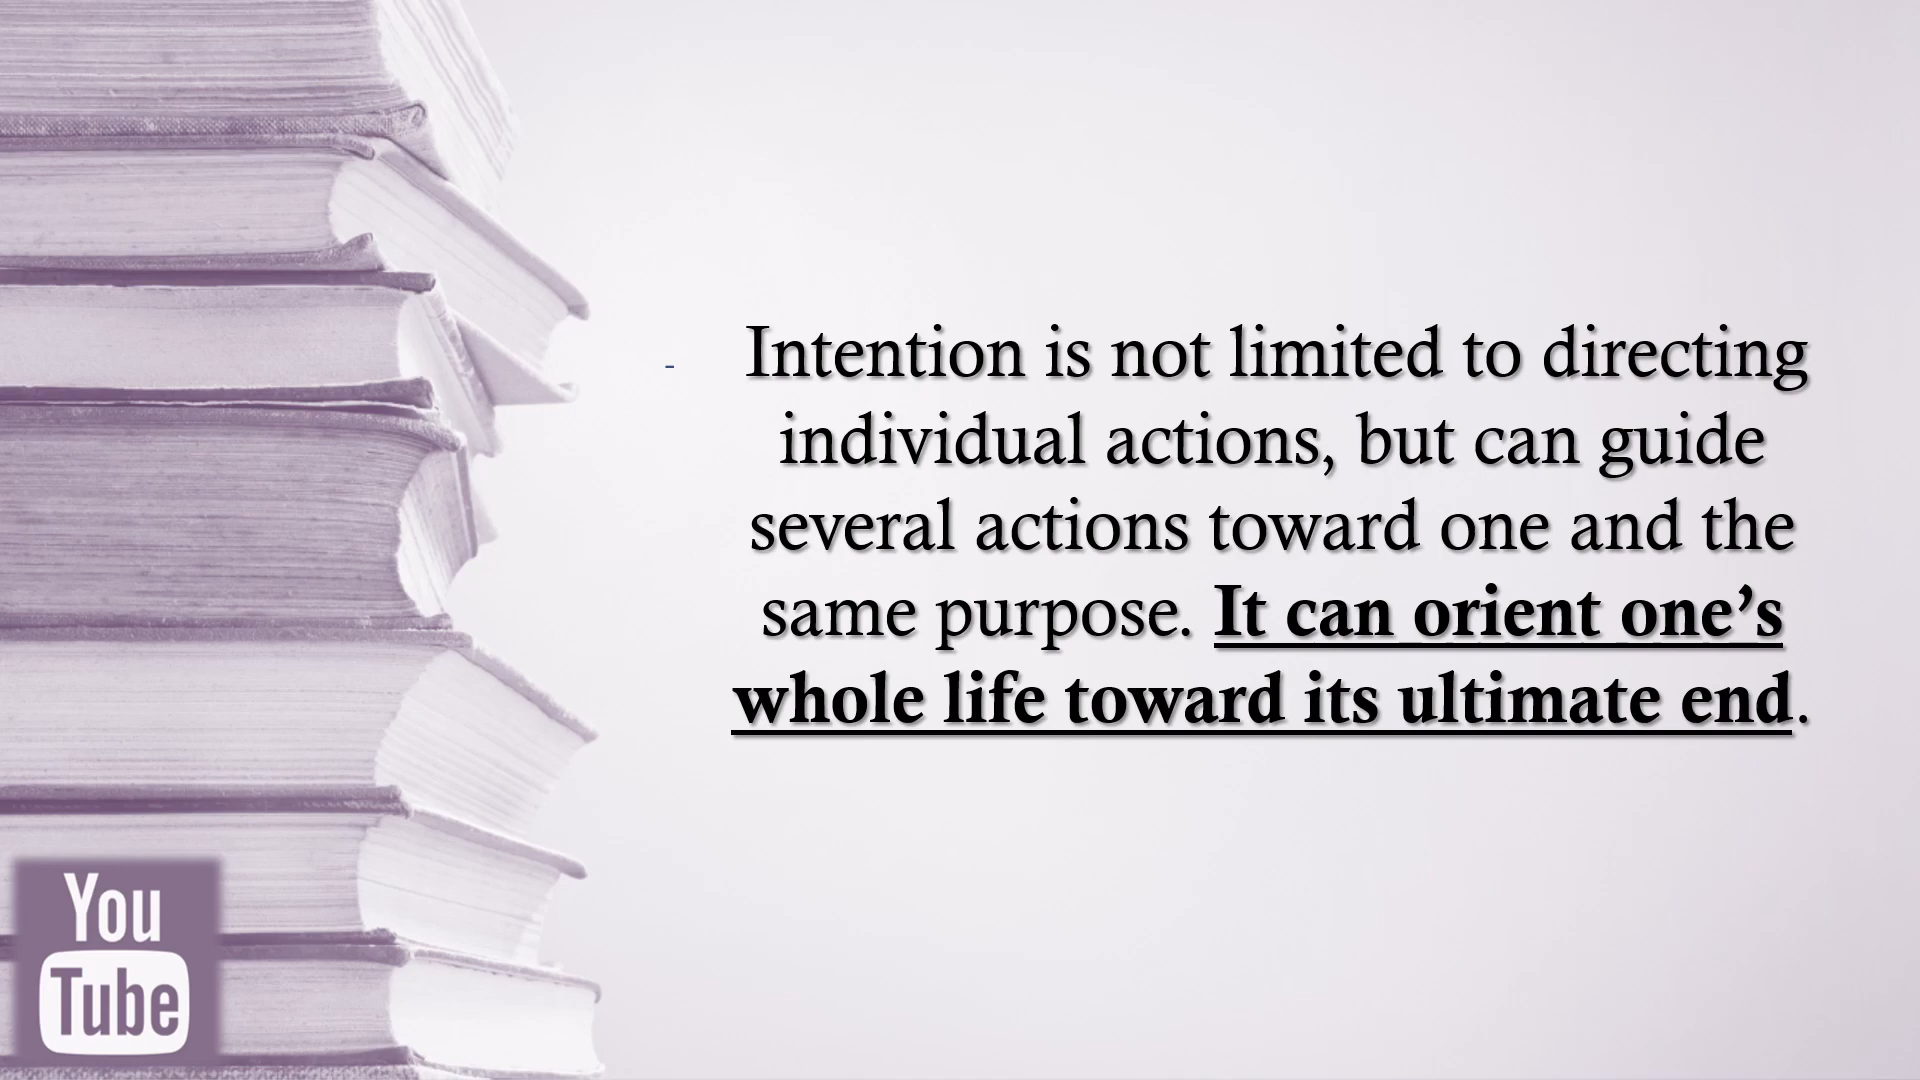 - Intention is not limited to directing
individual actions, but can guide
several actions toward one and the
same purpose. It can orient one’s
whole life toward its ultimate end.
You
Tube